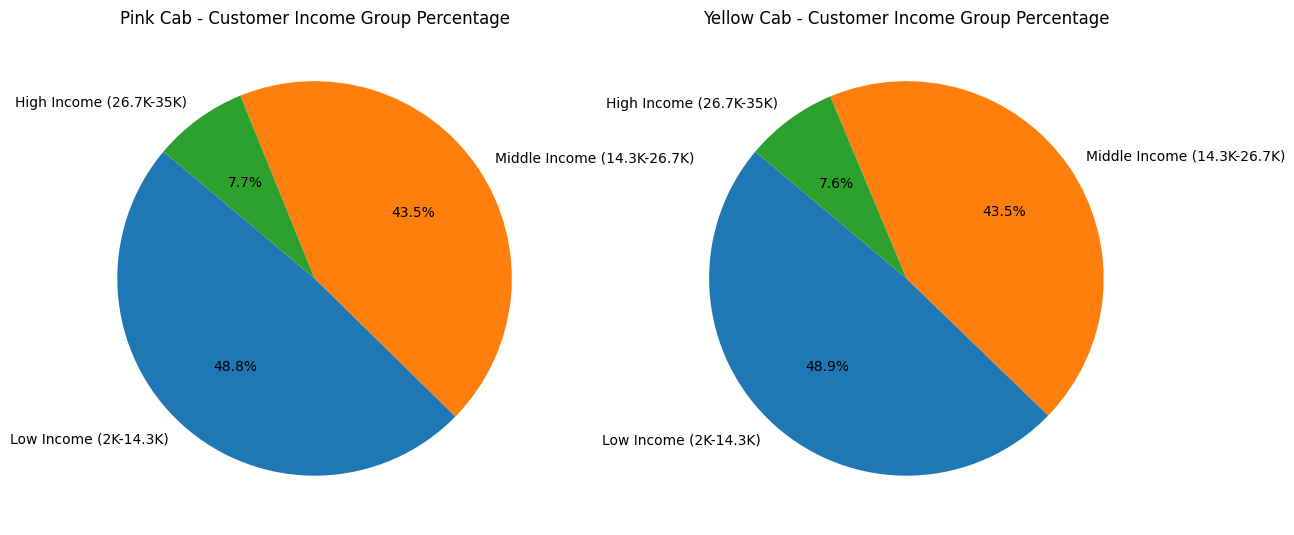 Pink Cab - Customer Income Group Percentage
High Income (26.7K-35K)
Middle Income (14.3K-26.7K)
7.7%
43.5%
48.8%
Low Income (2K-14.3K)
Yellow Cab - Customer Income Group Percentage
High Income (26.7K-35K)
Middle Income (14.3K-26.7K)
7.6%
43.5%
48.9%
Low Income (2K-14.3K)